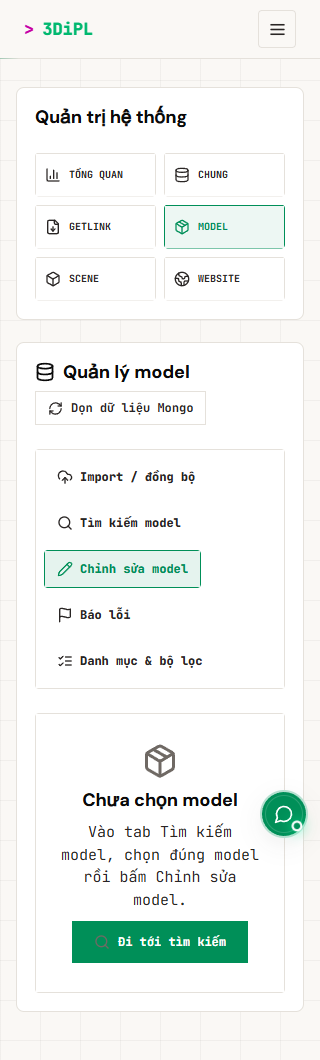 > 3DiPL
Quản trị hệ thống
TỔNG QUAN
CHUNG
GETLINK
MODEL
SCENE
WEBSITE
Quản lý model
Dọn dữ liệu Mongo
Import / đồng bộ
Tìm kiếm model
Chỉnh sửa model
Báo lỗi
Danh mục & bộ lọc
Chưa chọn model
Vào tab Tìm kiếm
model, chọn đúng model
rồi bấm Chỉnh sửa
model.
Đi tới tìm kiếm